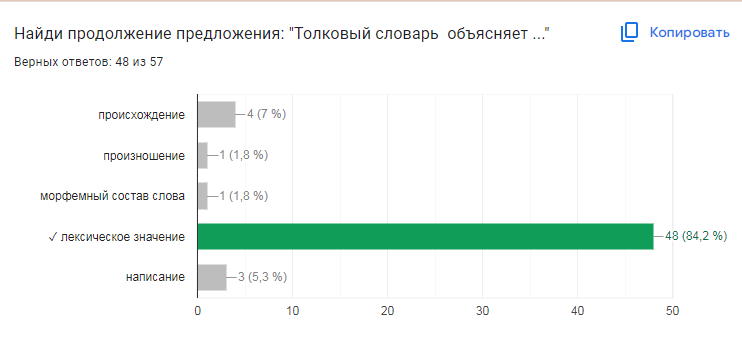 Найди продолжение предложения: "Толковый словарь объясняет ..."
Копировать
Верных ответов: 48 из 57
происхождение 4 (7 %)
произношение 1 (1,8 %)
морфемный состав слова 1 (1,8 %)
✓ лексическое значение 48 (84,2 %)
написание 3 (5,3 %)
0 10 20 30 40 50